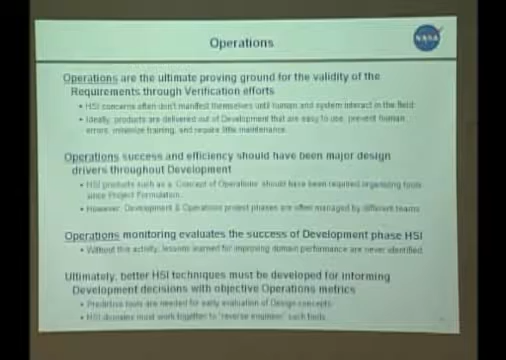 Operations
NASA
Operations are the ultimate proving ground for the validity of the
Requirements through Verification efforts
• HSI concerns often don't manifest themselves until human and system interact in the field
• Ideally, products are delivered out of Development that are easy to use, prevent human
errors, minimize training, and require little maintenance.
Operations success and efficiency should have been major design
drivers throughout Development
• HSI products such as a Concept of Operations should have been required organizing tools
since Project Formulation.
• However, Development & Operations project phases are often managed by different teams
Operations monitoring evaluates the success of Development phase HSI
• Without this activity, lessons learned for improving domain performance are never identified
Ultimately, better HSI techniques must be developed for informing
Development decisions with objective Operations metrics
• Predictive tools are needed for early evaluation of Design concepts
• HSI domains must work together to "reverse engineer" such tools